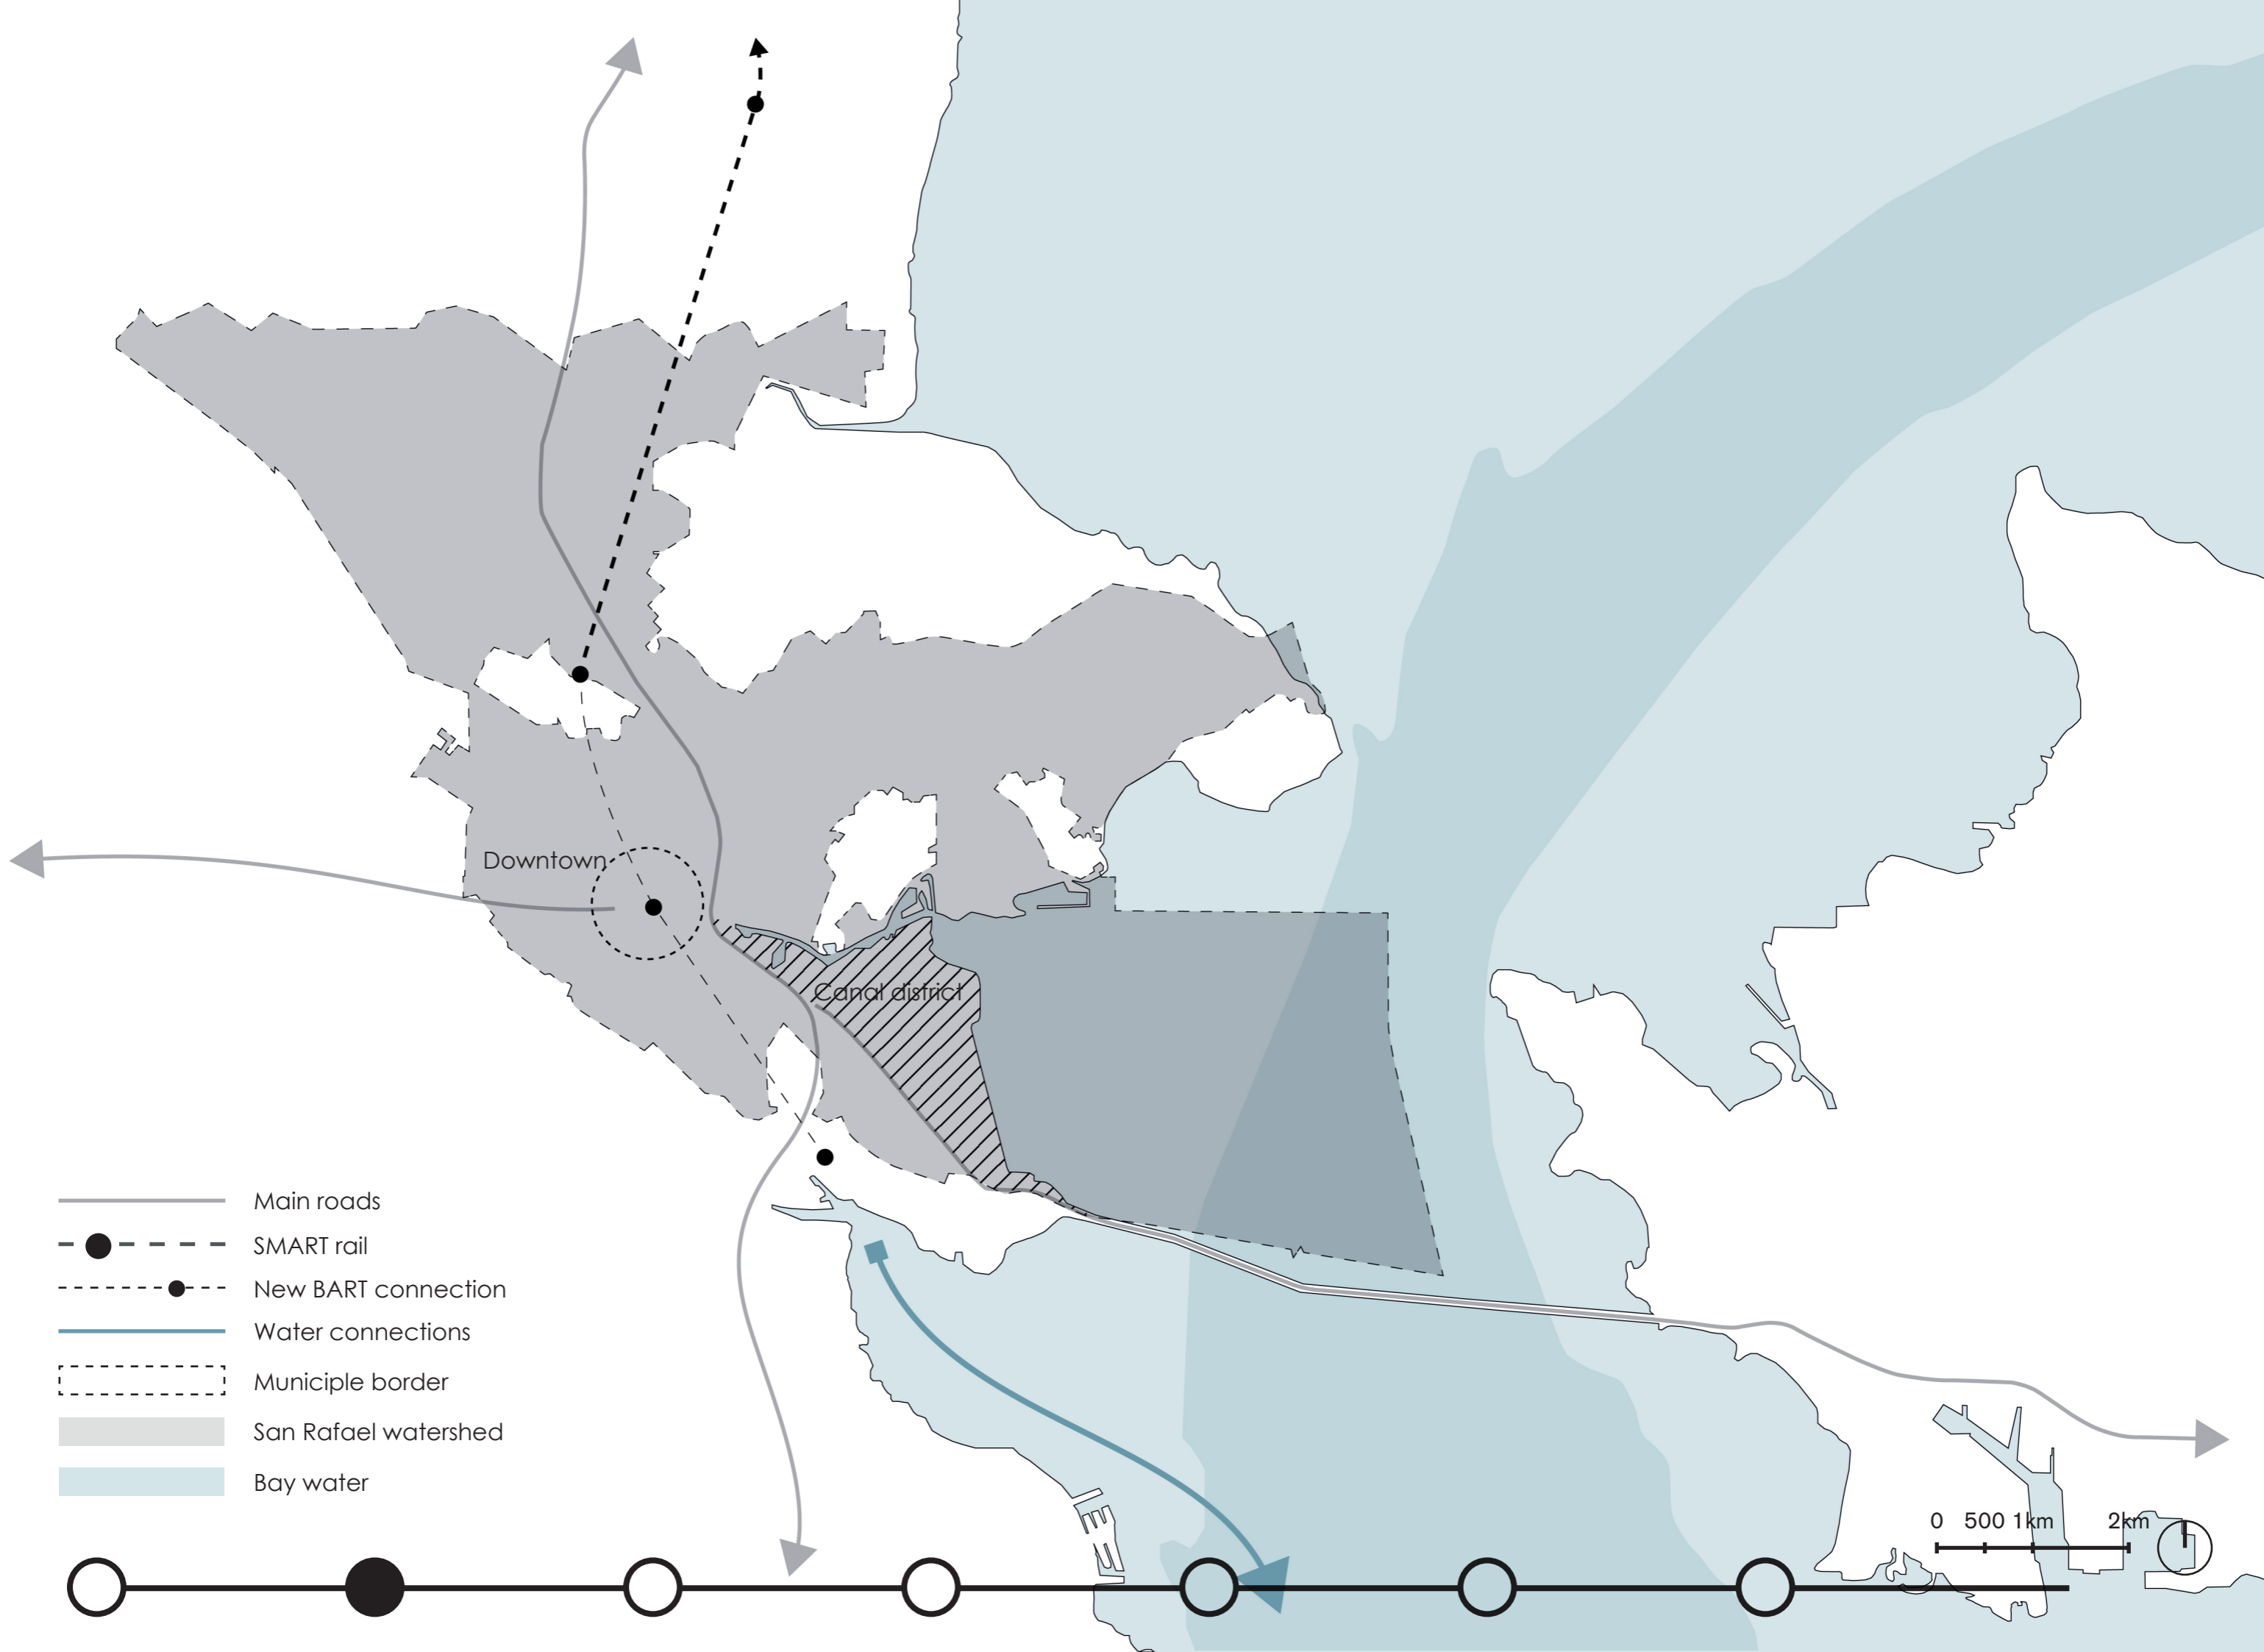 Downtown
Canal district
Main roads
SMART rail
New BART connection
Water connections
Municiple border
San Rafael watershed
Bay water
0 500 1km 2km